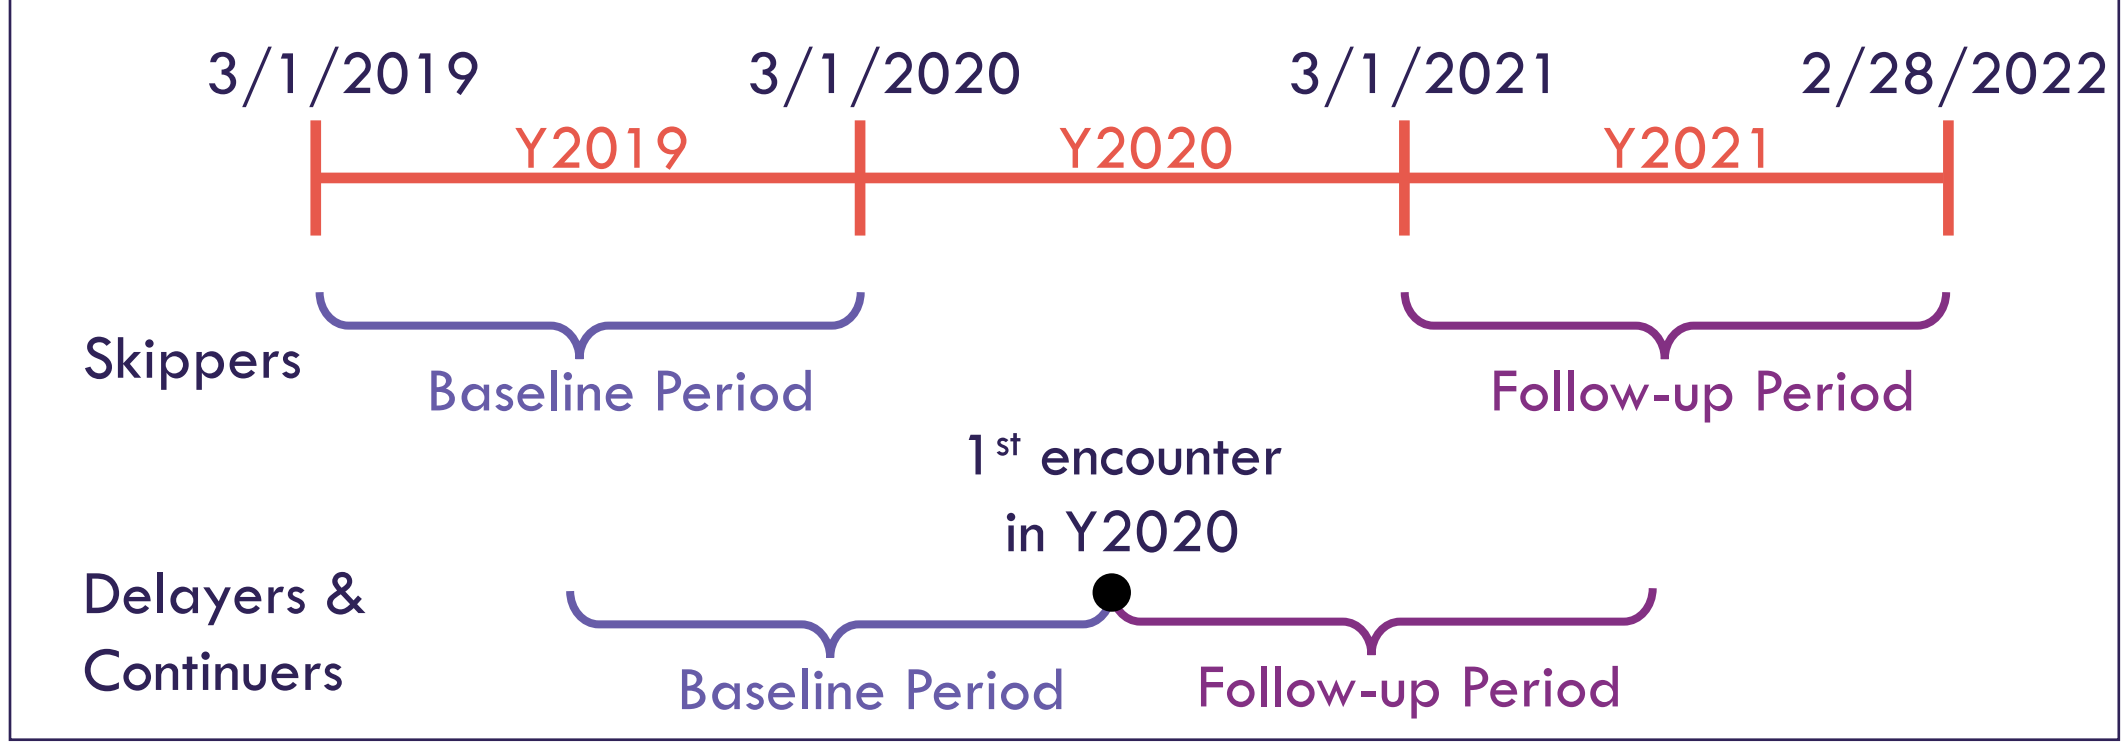 3/1/2019 3/1/2020 3/1/2021 2/28/2022
Y2019 Y2020 Y2021
Skippers
Baseline Period Follow-up Period
1st encounter
in Y2020
Delayers &
Continuers
Baseline Period Follow-up Period